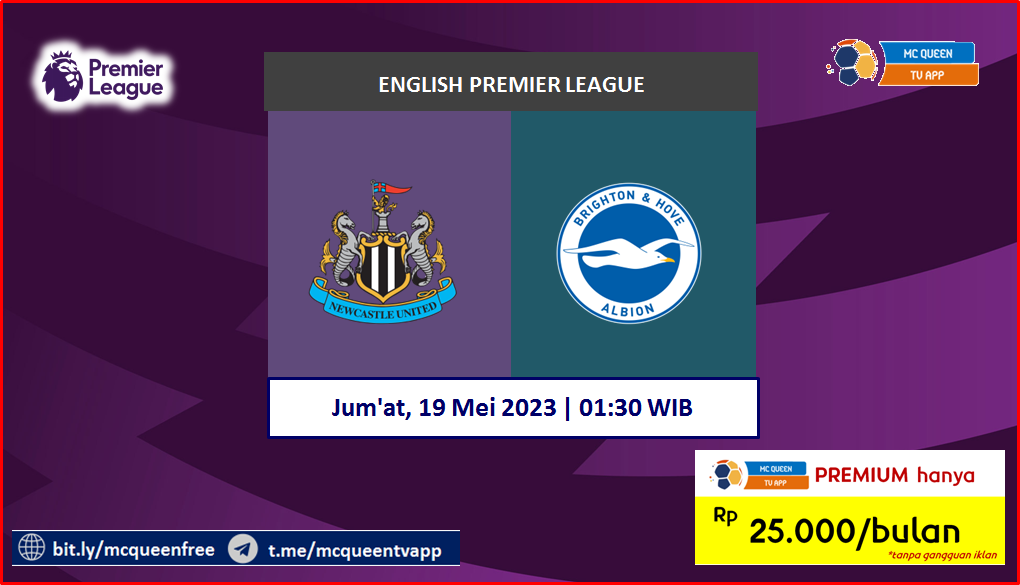 Premier
League
MC QUEEN
TV APP
ENGLISH PREMIER LEAGUE
NEWCASTLE UNITED
BRIGHTON & HOVE
ALBION
Jum'at, 19 Mei 2023 | 01:30 WIB
MC QUEEN
TV APP
PREMIUM hanya
Rp 25.000/bulan
*tanpa gangguan iklan
bit.ly/mcqueenfree t.me/mcqueentvapp